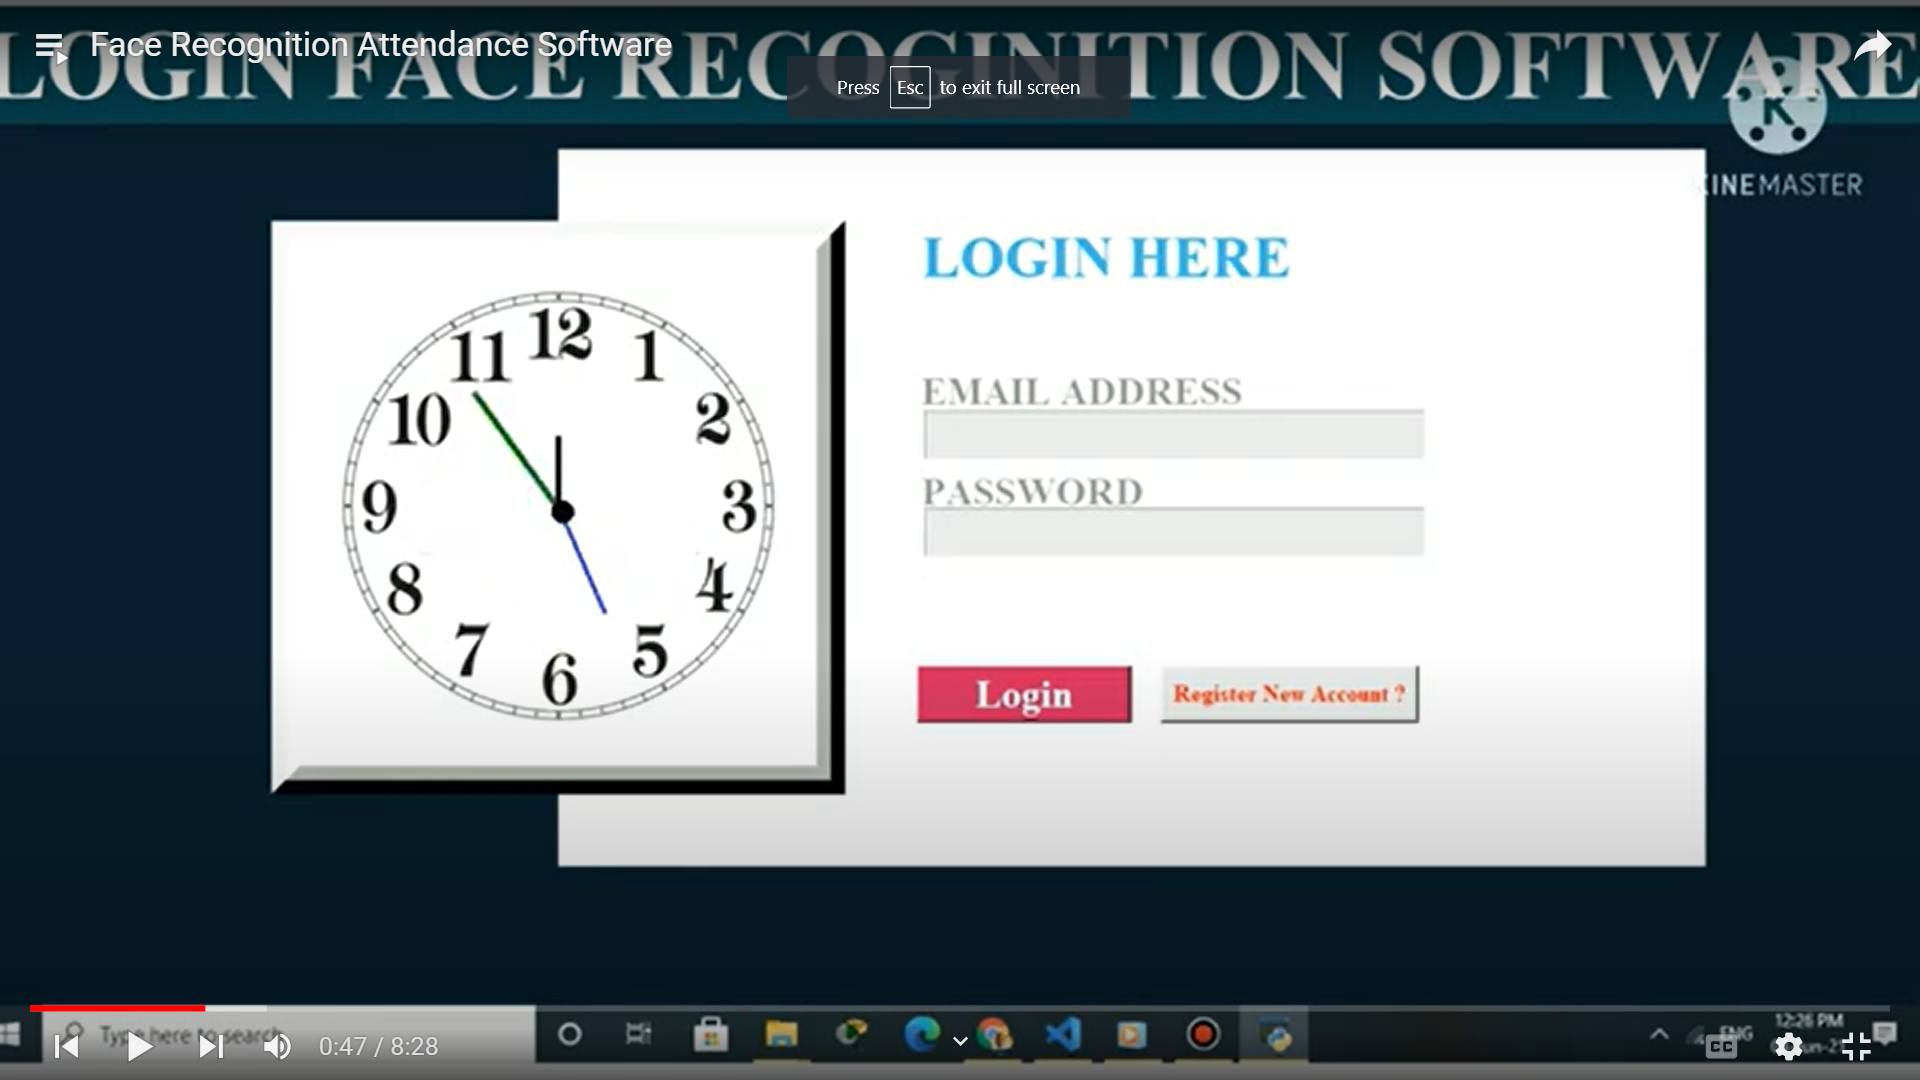 LOGIN FACE RECOGINITION SOFTWARE
Face Recognition Attendance Software
Press Esc to exit full screen
KINEMASTER
LOGIN HERE
12
11
1
10
2
9
3
8
4
7
5
6
EMAIL ADDRESS
PASSWORD
Login
Register New Account ?
Type here to search
0:47 / 8:28
ENG
12:26 PM
CC